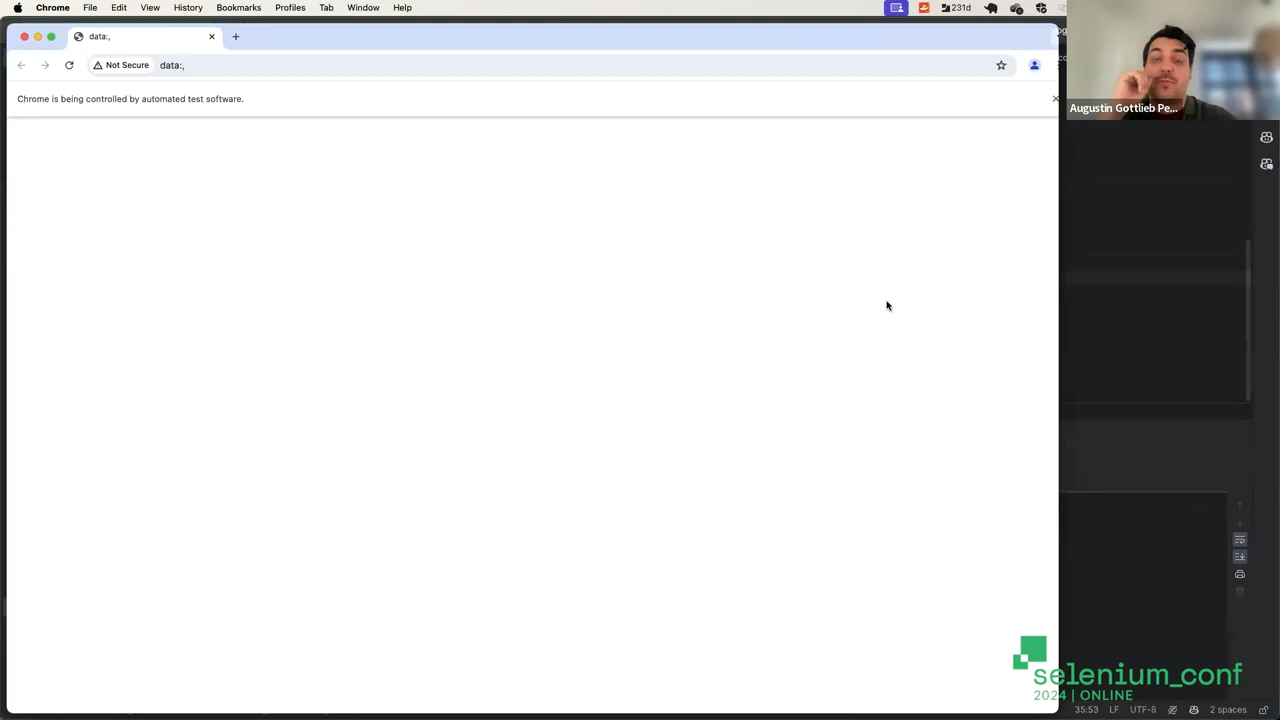 Chrome File Edit View History Bookmarks Profiles Tab Window Help 231d
data:,
Not Secure data:,
Chrome is being controlled by automated test software.
Augustin Gottlieb Pe...
selenium_conf
2024 | ONLINE
35:53 LF UTF-8 2 spaces